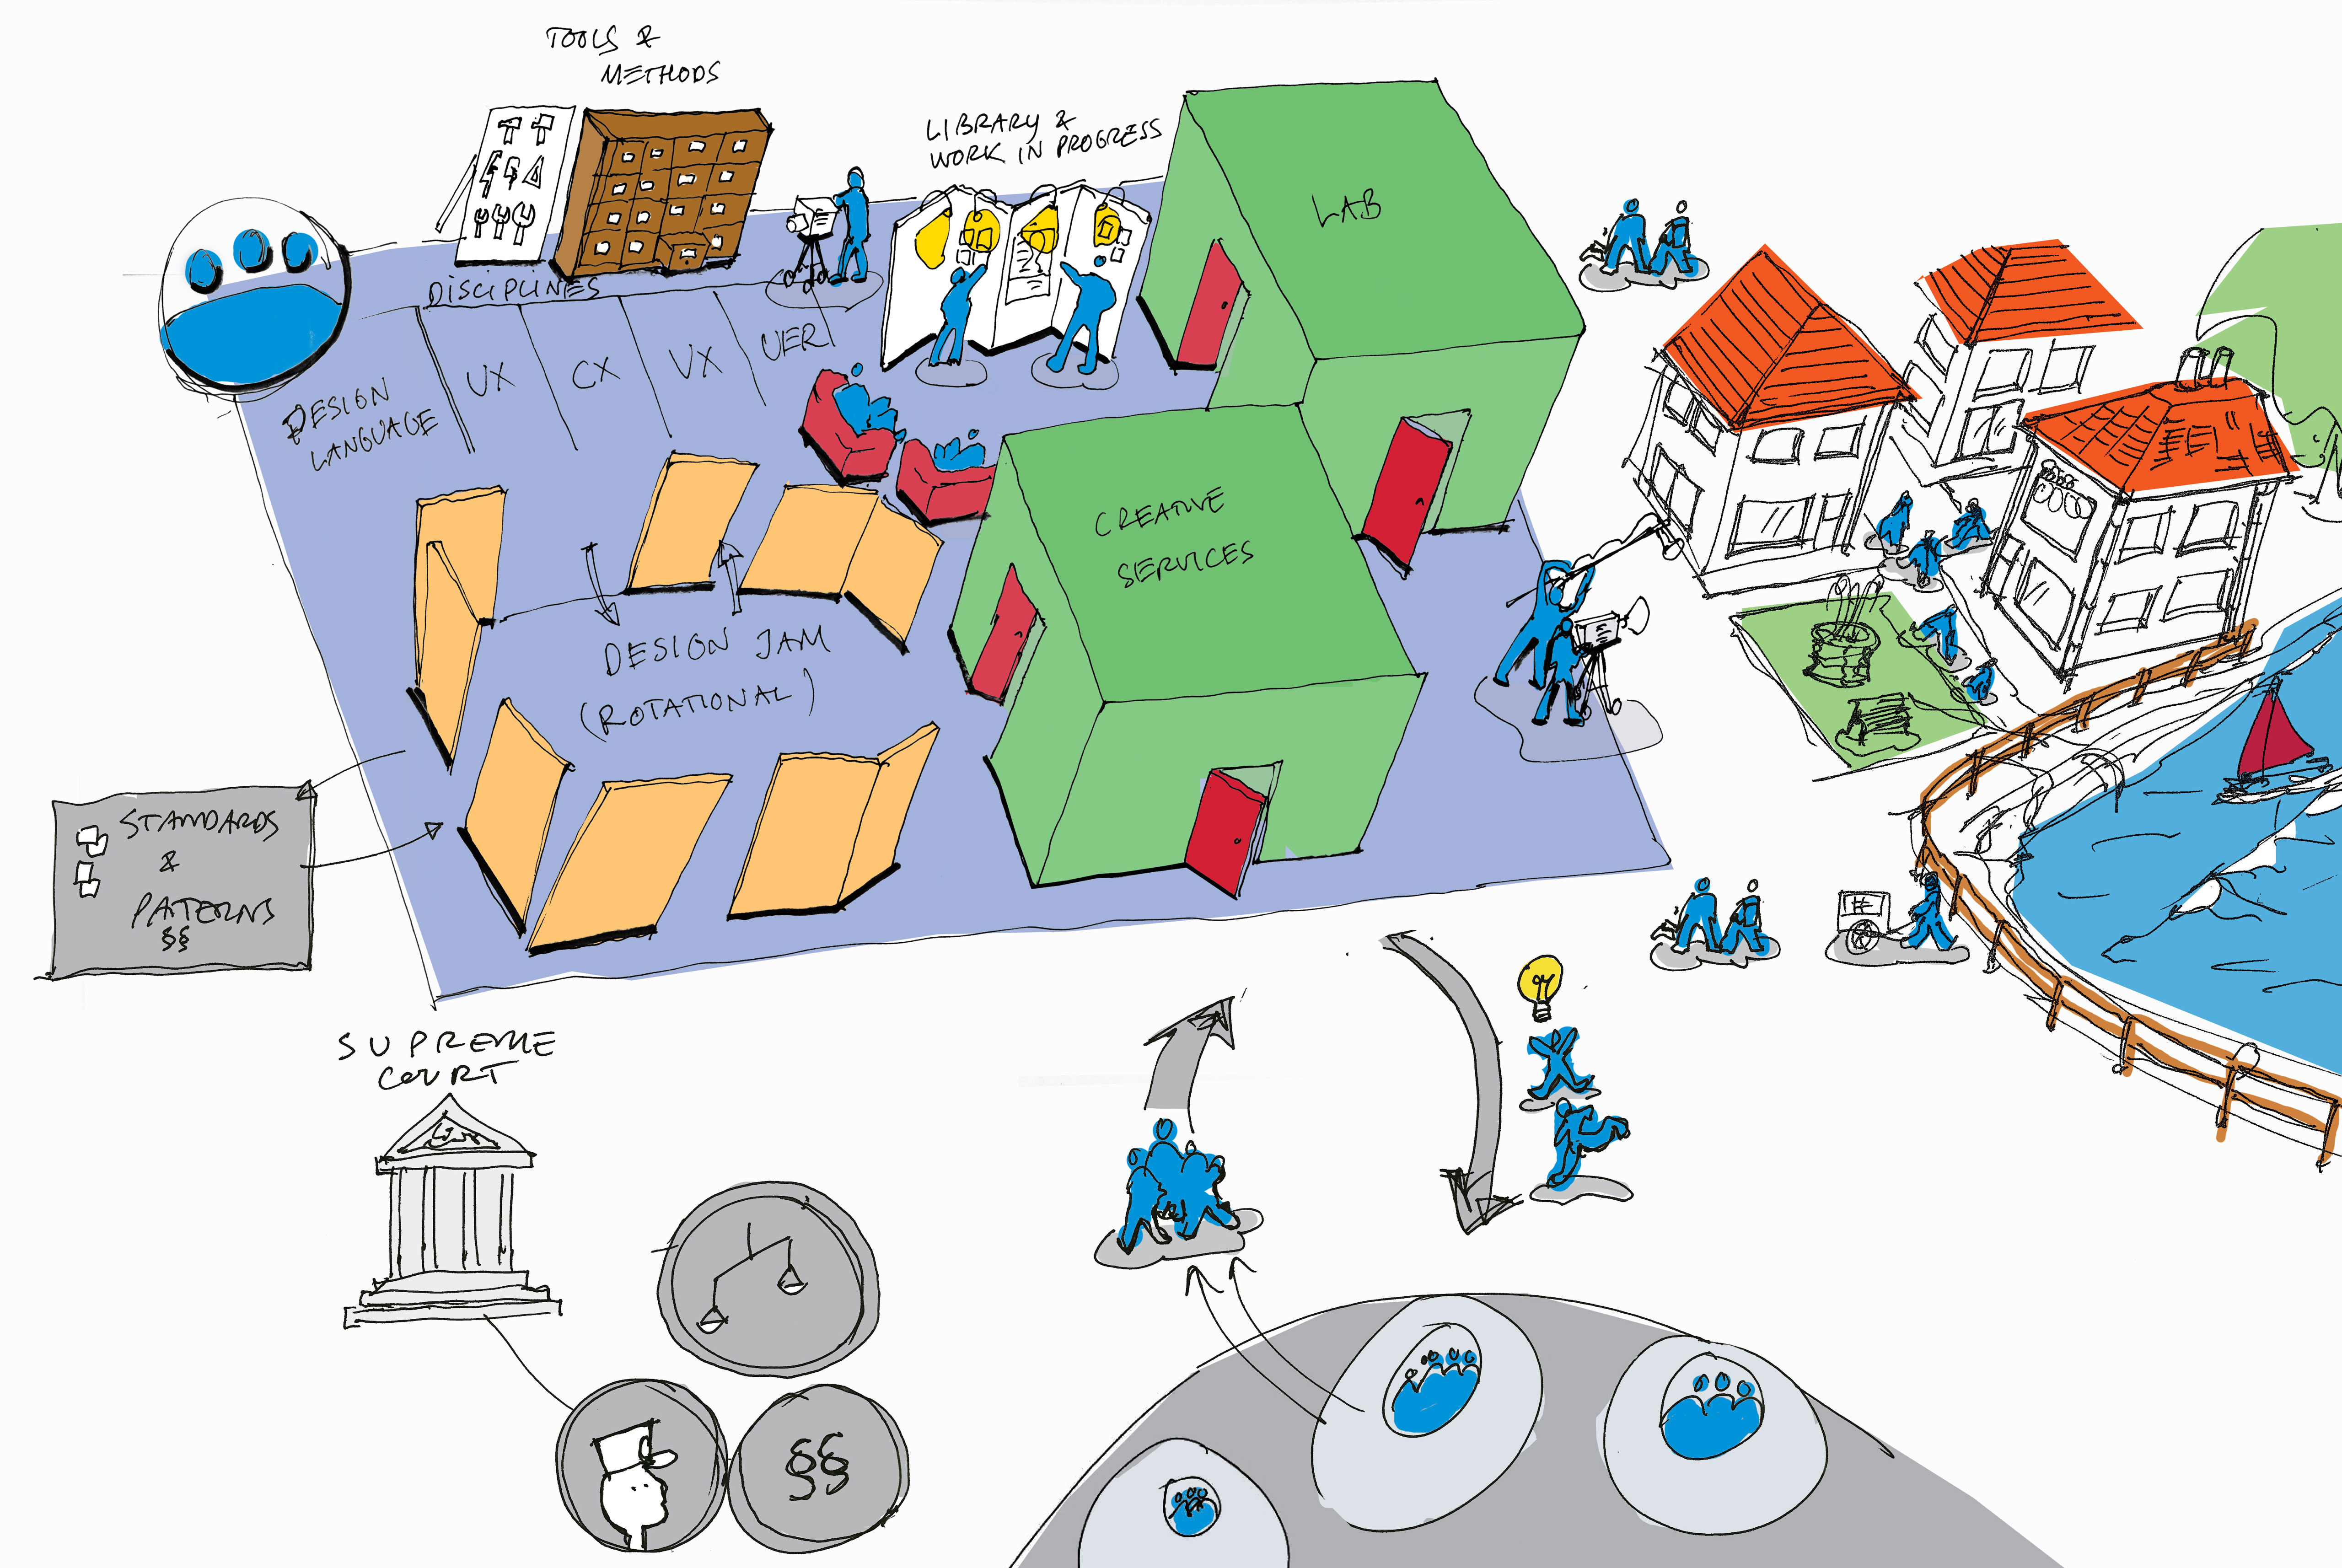 TOOLS &
METHODS
LIBRARY &
WORK IN PROGRESS
LAB
DISCIPLINES
DESIGN
LANGUAGE
UX
CX
VX
CREATIVE
SERVICES
DESIGN JAM
(ROTATIONAL)
STANDARDS
&
PATERNS
§§
SUPREME
COURT
§§